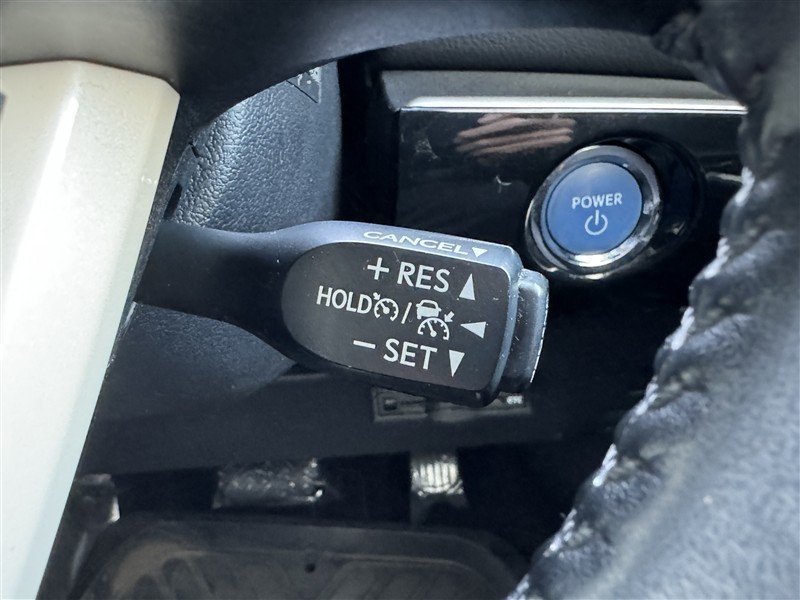 POWER
CANCEL
+ RES
HOLD /
− SET